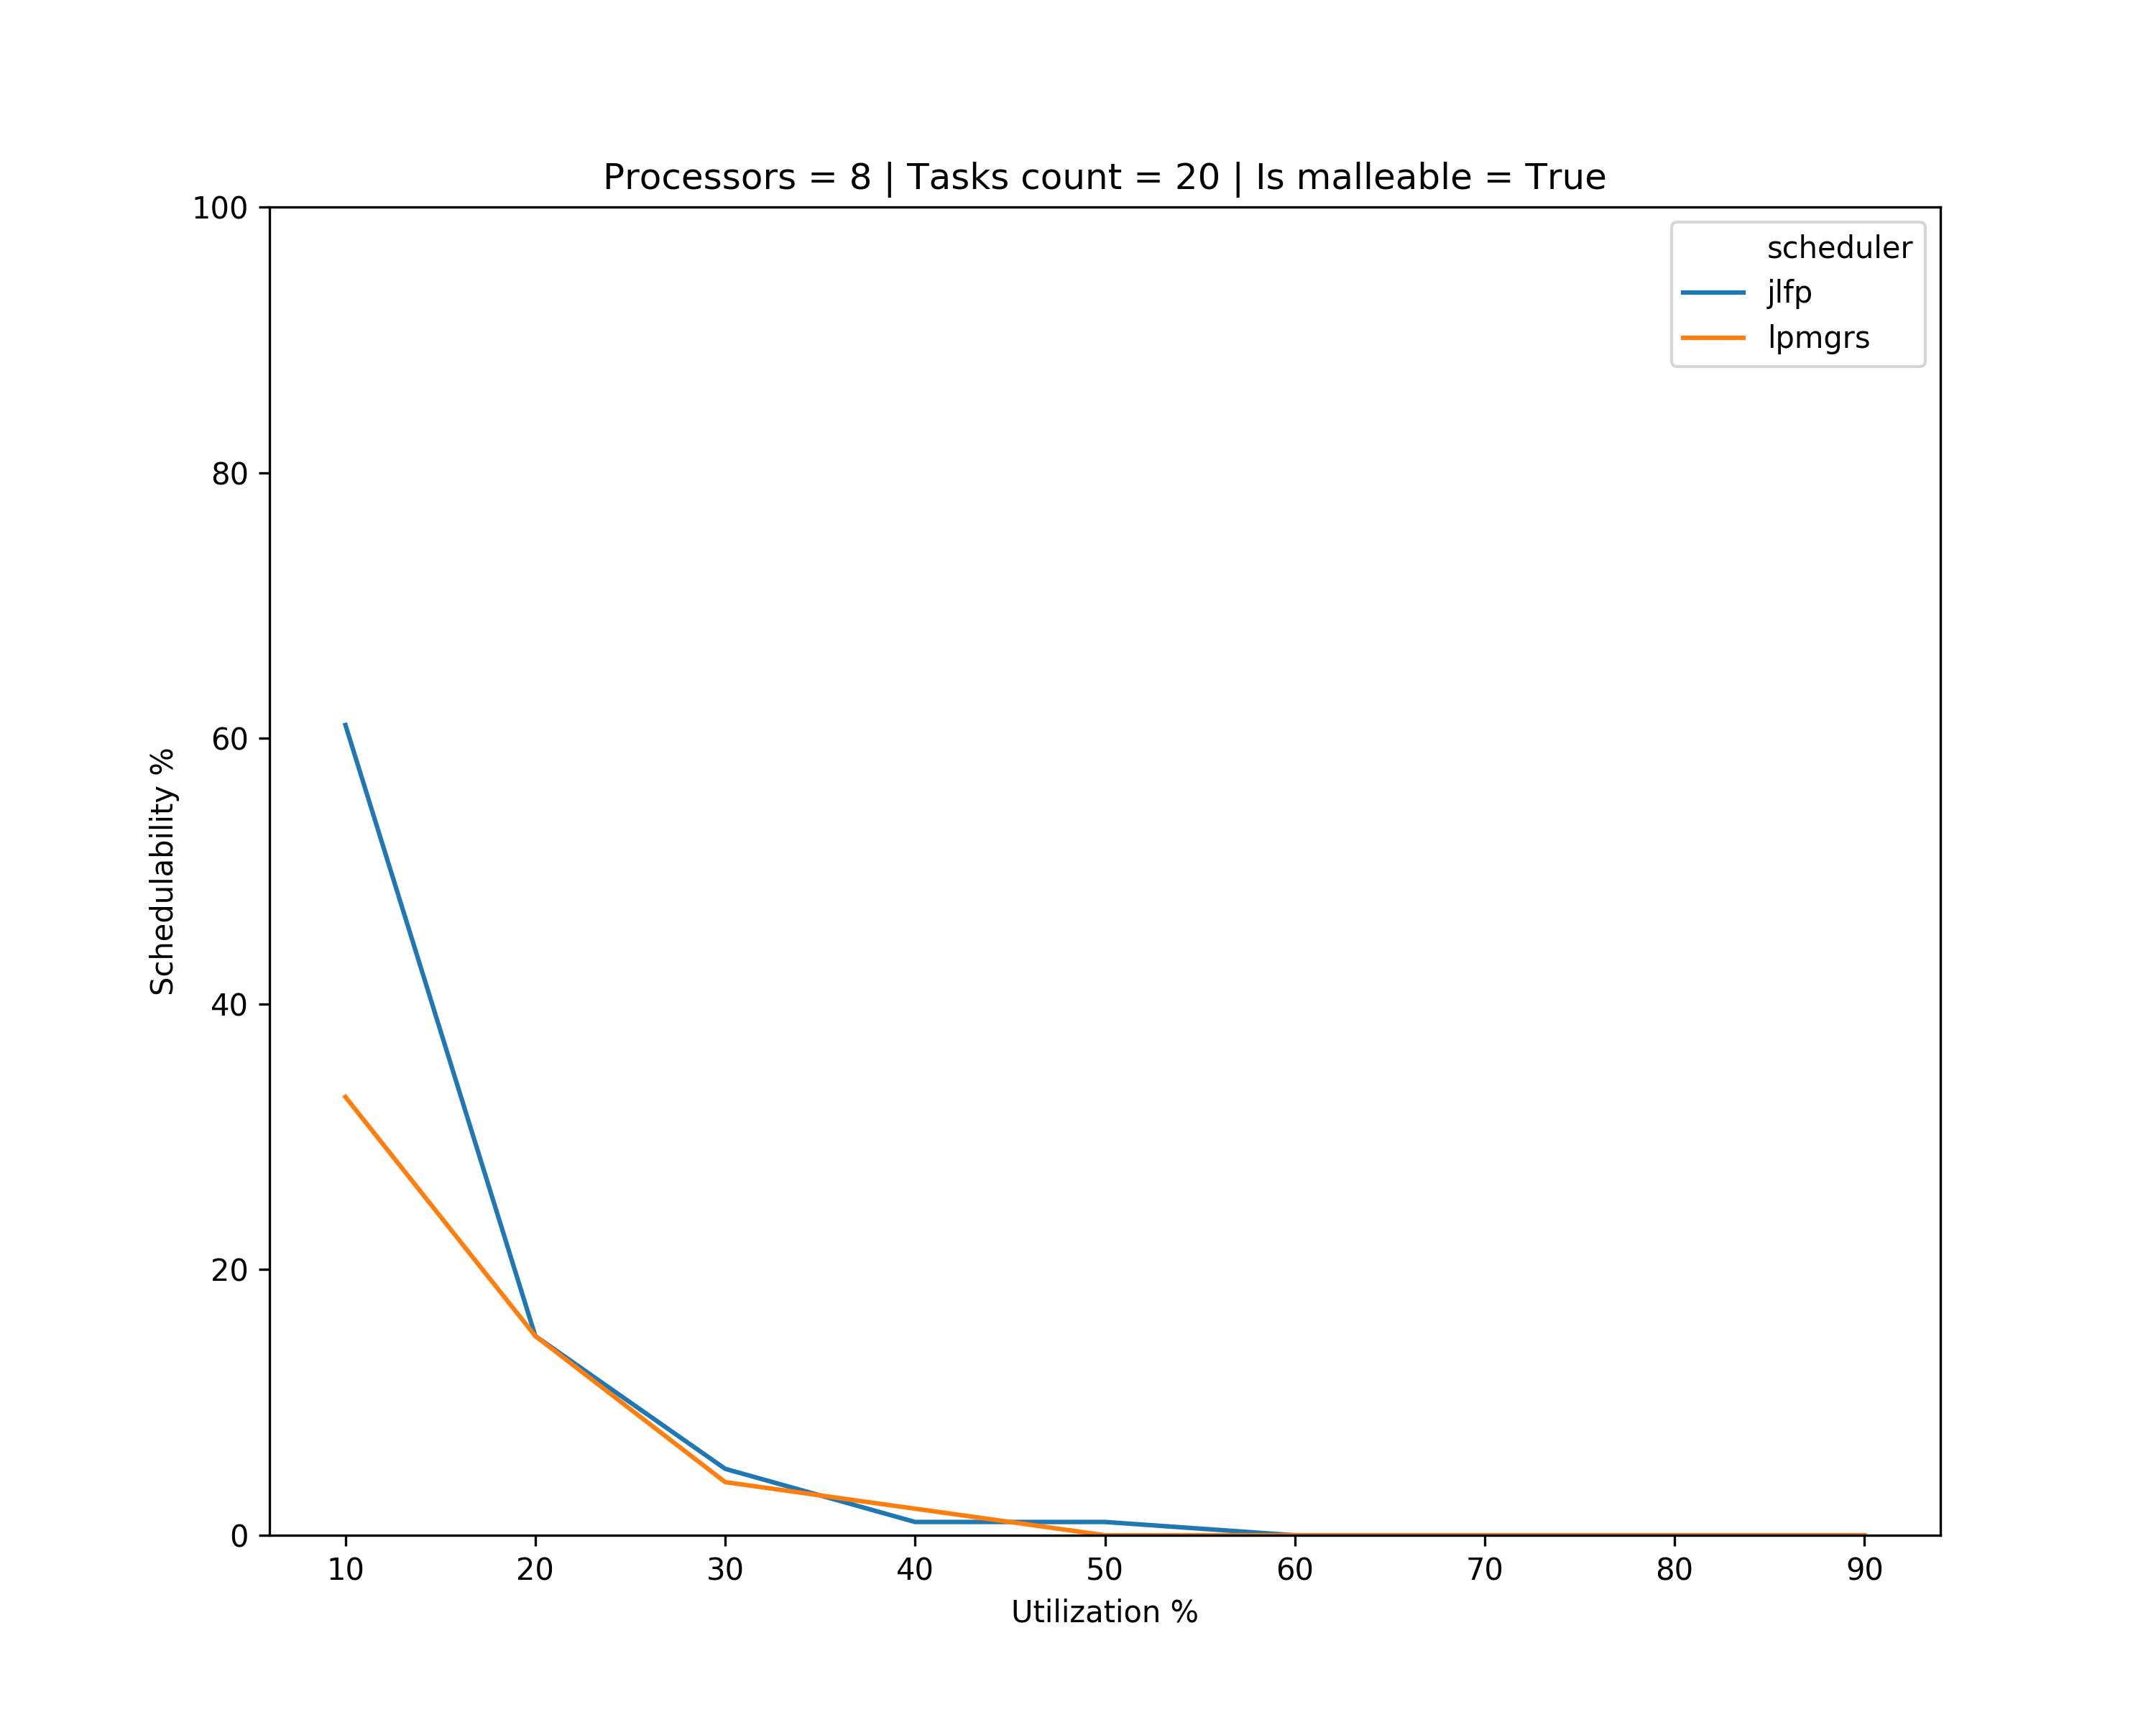 Processors = 8 | Tasks count = 20 | Is malleable = True
scheduler
jlfp
lpmgrs
Schedulability %
100
80
60
40
20
0
10 20 30 40 50 60 70 80 90
Utilization %